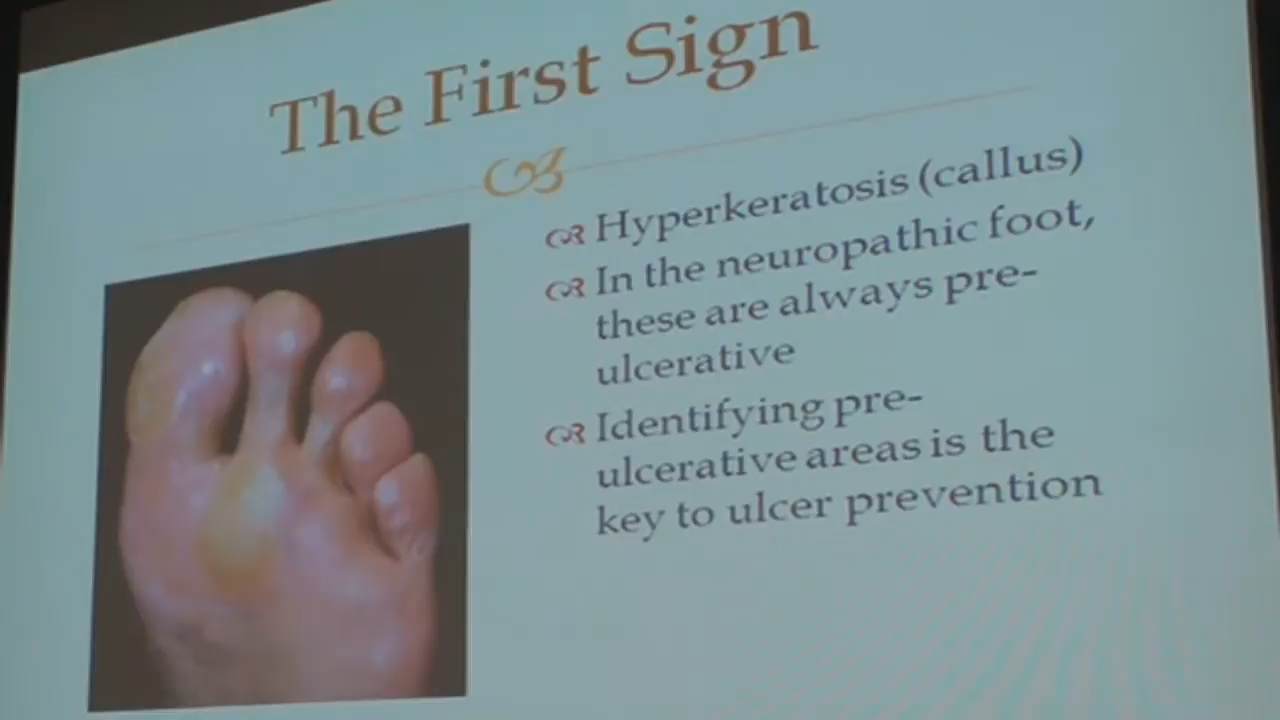 The First Sign
Hyperkeratosis (callus)
In the neuropathic foot,
these are always pre-
ulcerative
Identifying pre-
ulcerative areas is the
key to ulcer prevention